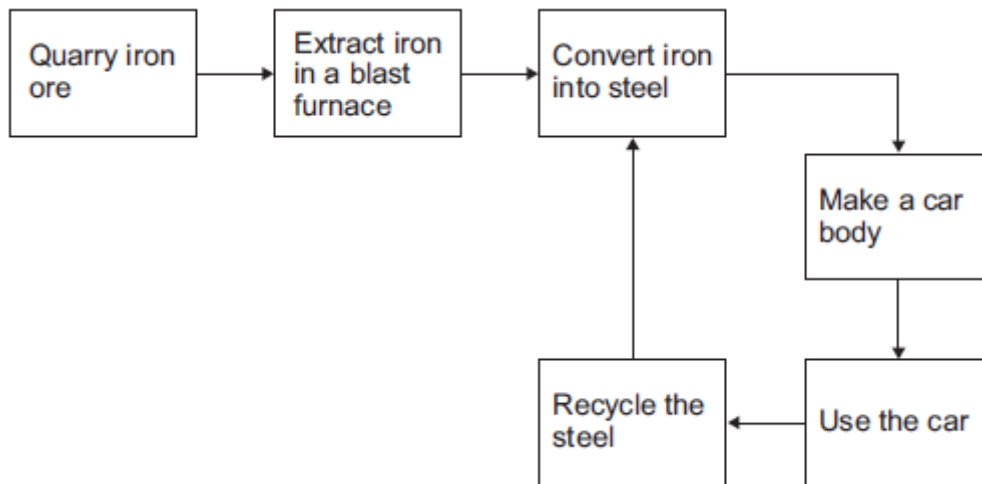 Quarry iron
ore
Extract iron
in a blast
furnace
Convert iron
into steel
Make a car
body
Recycle the
steel
Use the car